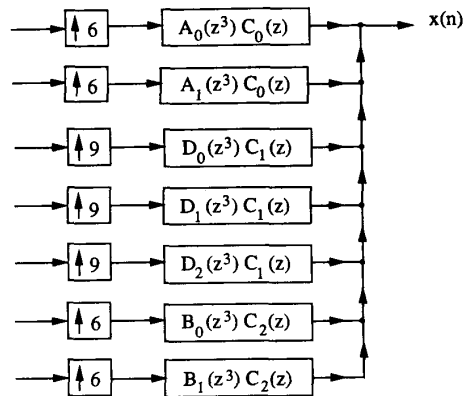 x(n)
↑ 6 A₀(z³) C₀(z)
↑ 6 A₁(z³) C₀(z)
↑ 9 D₀(z³) C₁(z)
↑ 9 D₁(z³) C₁(z)
↑ 9 D₂(z³) C₁(z)
↑ 6 B₀(z³) C₂(z)
↑ 6 B₁(z³) C₂(z)